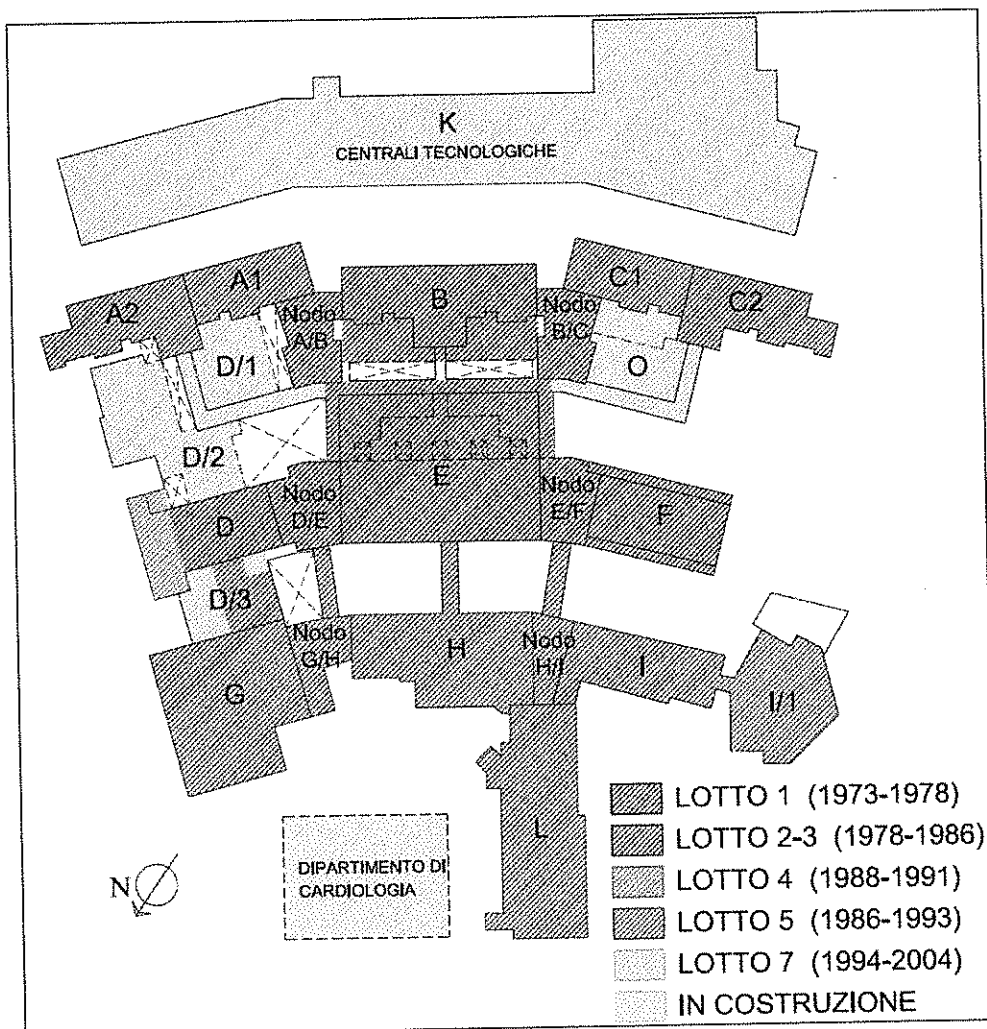 K
CENTRALI TECNOLOGICHE
A2
A1
Nodo
A/B
B
Nodo
B/C
C1
C2
D/1
O
D/2
D
Nodo
D/E
E
Nodo
E/F
F
D/3
G
Nodo
G/H
H
Nodo
H/I
I
I/1
L
DIPARTIMENTO DI
CARDIOLOGIA
N
LOTTO 1 (1973-1978)
LOTTO 2-3 (1978-1986)
LOTTO 4 (1988-1991)
LOTTO 5 (1986-1993)
LOTTO 7 (1994-2004)
IN COSTRUZIONE